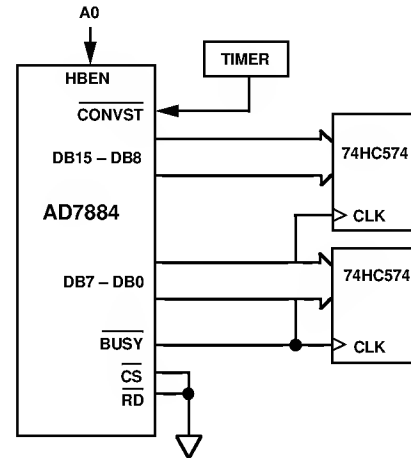 A0
HBEN
TIMER
CONVST
DB15 – DB8
74HC574
AD7884
CLK
74HC574
DB7 – DB0
BUSY
CLK
CS
RD